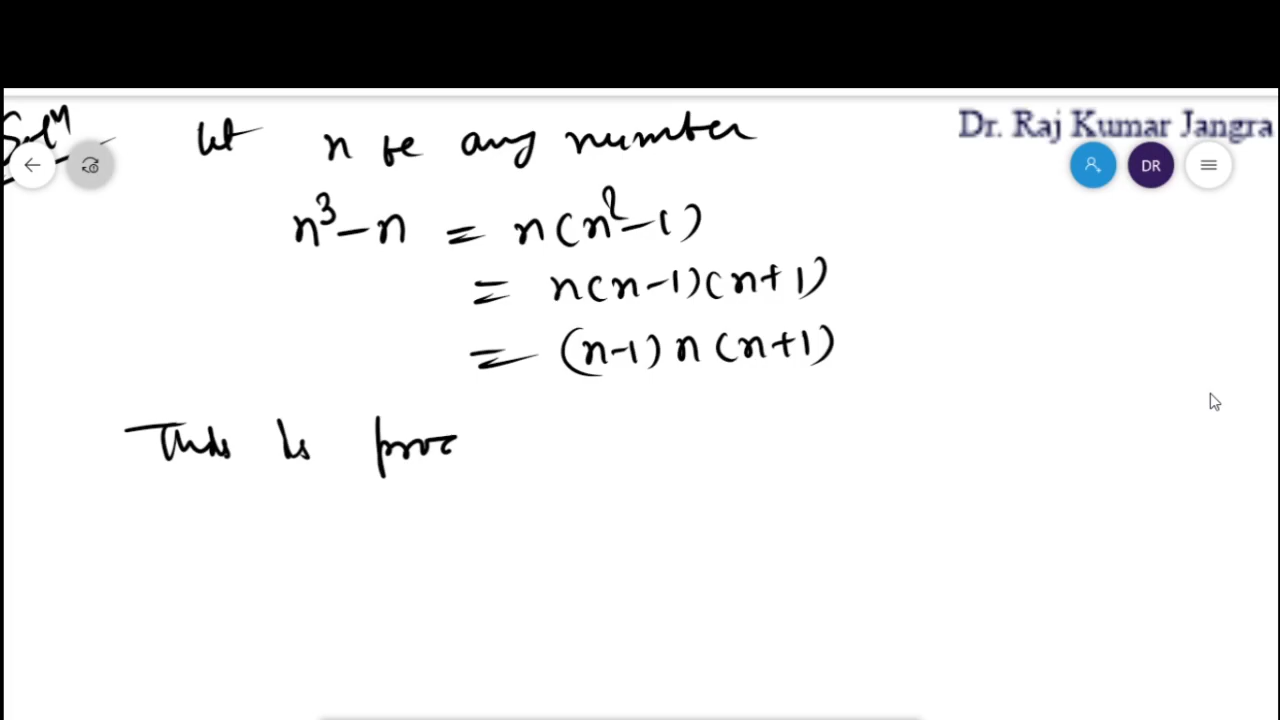 Solⁿ
Dr. Raj Kumar Jangra
let n be any number
DR
n³-n = n(n²-1)
= n(n-1)(n+1)
= (n-1) n (n+1)
This is proc